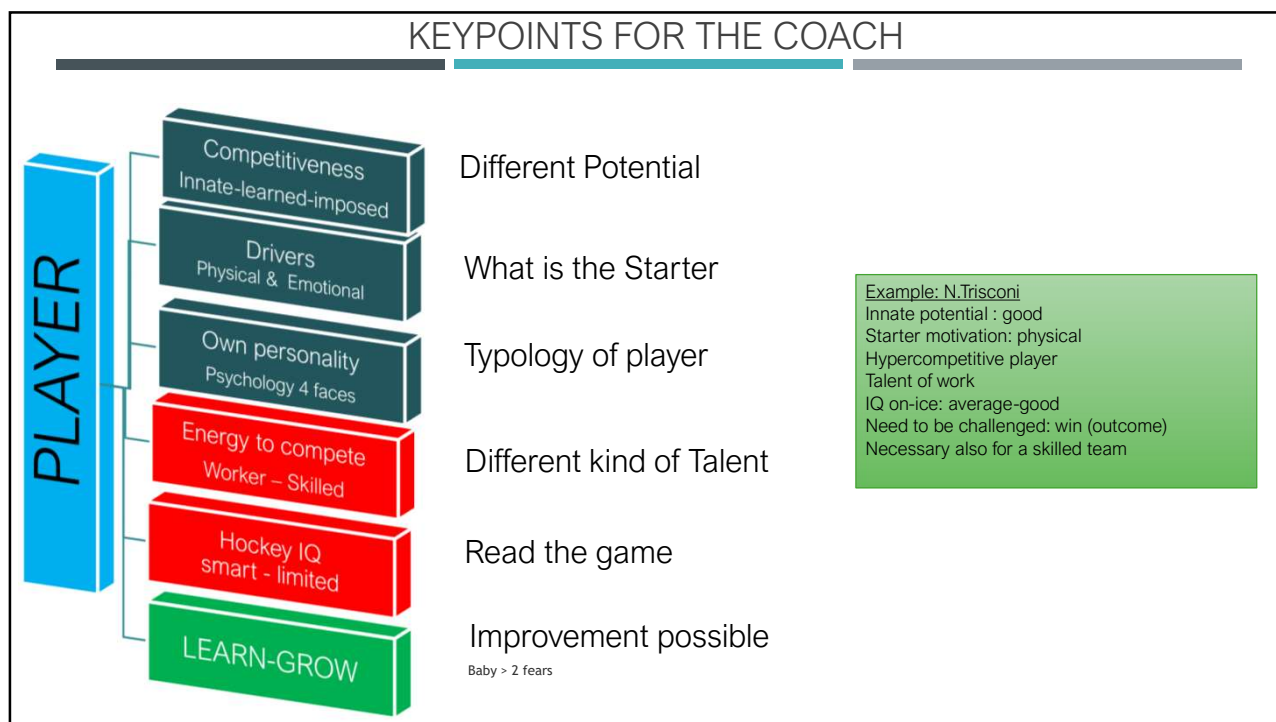 KEYPOINTS FOR THE COACH
PLAYER
Competitiveness
Innate-learned-imposed
Different Potential
Drivers
Physical & Emotional
What is the Starter
Own personality
Psychology 4 faces
Typology of player
Energy to compete
Worker – Skilled
Different kind of Talent
Hockey IQ
smart - limited
Read the game
LEARN-GROW
Improvement possible
Baby > 2 fears
Example: N.Trisconi
Innate potential : good
Starter motivation: physical
Hypercompetitive player
Talent of work
IQ on-ice: average-good
Need to be challenged: win (outcome)
Necessary also for a skilled team